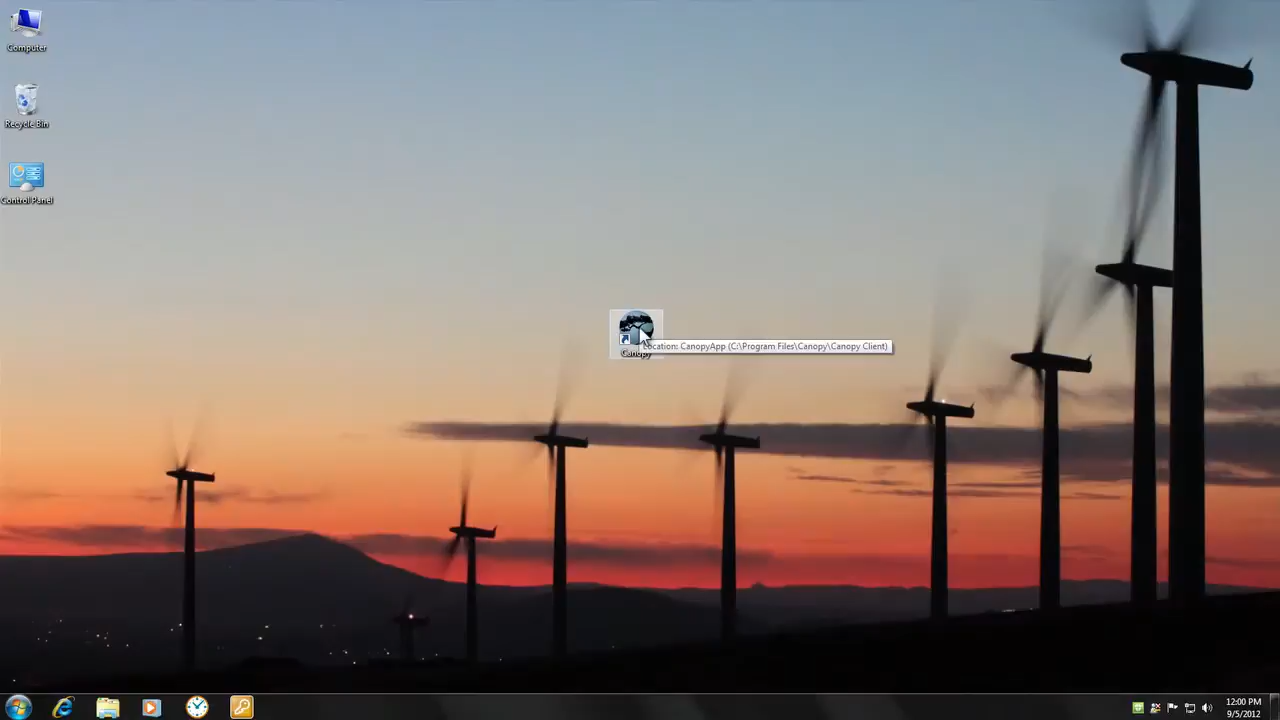 Computer
Recycle Bin
Control Panel
Canopy
Location: CanopyApp (C:\Program Files\Canopy\Canopy Client)
12:00 PM
9/5/2012